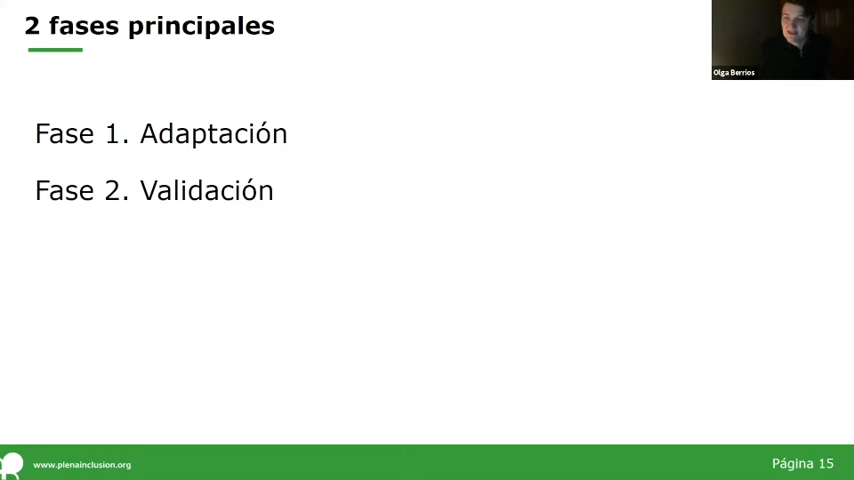 2 fases principales
Olga Berrios
Fase 1. Adaptación
Fase 2. Validación
www.plenainclusion.org
Página 15